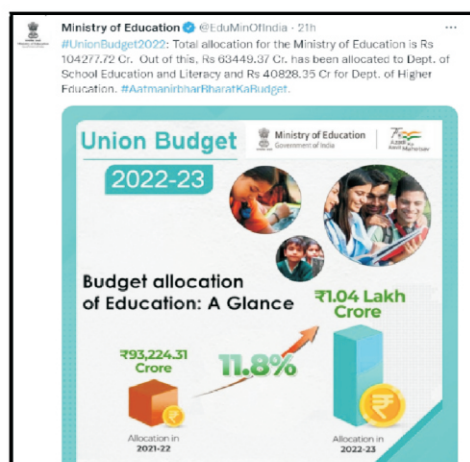 Ministry of Education @EduMinOfIndia · 21h
#UnionBudget2022: Total allocation for the Ministry of Education is Rs
104277.72 Cr. Out of this, Rs 63449.37 Cr. has been allocated to Dept. of
School Education and Literacy and Rs 40828.35 Cr for Dept. of Higher
Education. #AatmanirbharBharatKaBudget.
Union Budget
2022-23
Ministry of Education
Government of India
Azadi
Budget allocation
of Education: A Glance
₹1.04 Lakh
Crore
₹93,224.31
Crore
11.8%
Allocation in
2021-22
Allocation in
2022-23